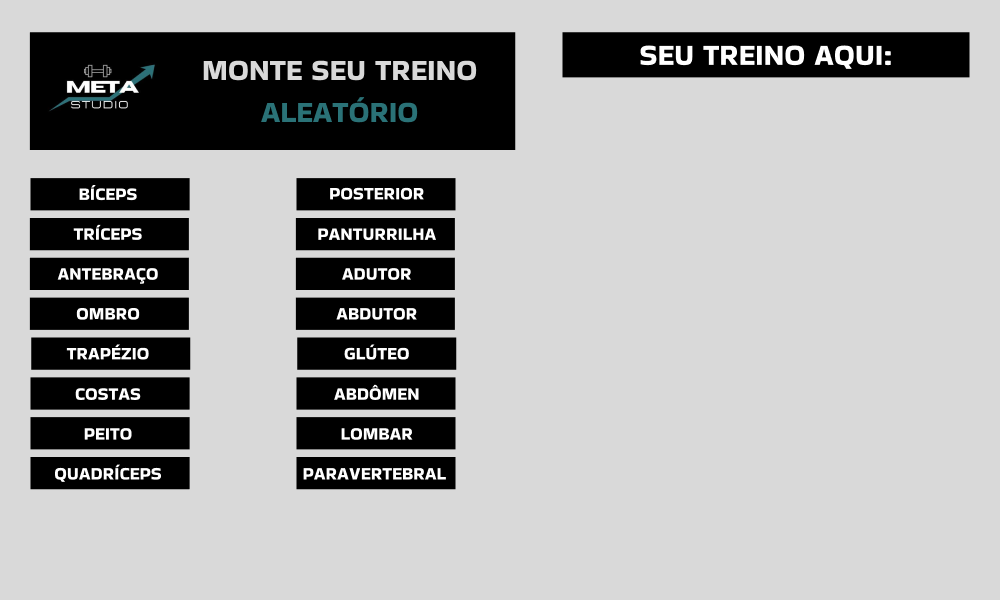 META
STUDIO
MONTE SEU TREINO
ALEATÓRIO
BÍCEPS
TRÍCEPS
ANTEBRAÇO
OMBRO
TRAPÉZIO
COSTAS
PEITO
QUADRÍCEPS
POSTERIOR
PANTURRILHA
ADUTOR
ABDUTOR
GLÚTEO
ABDÔMEN
LOMBAR
PARAVERTEBRAL
SEU TREINO AQUI: